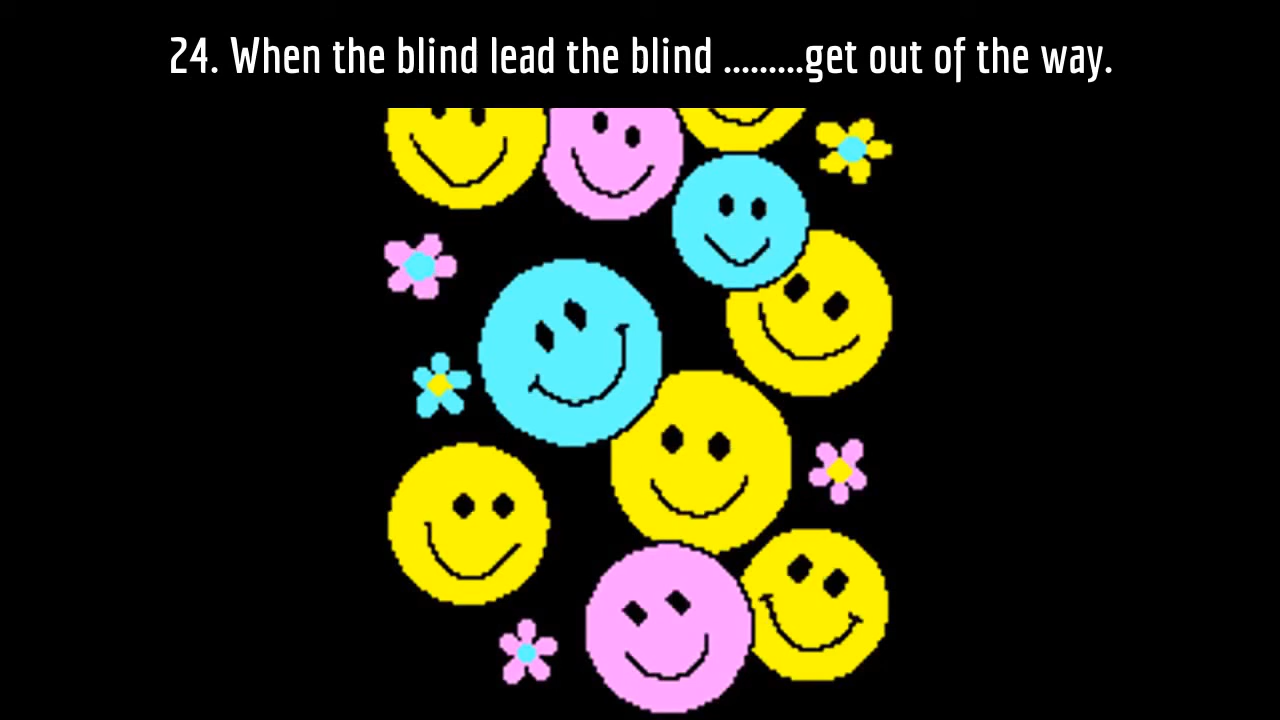 24. When the blind lead the blind .........get out of the way.